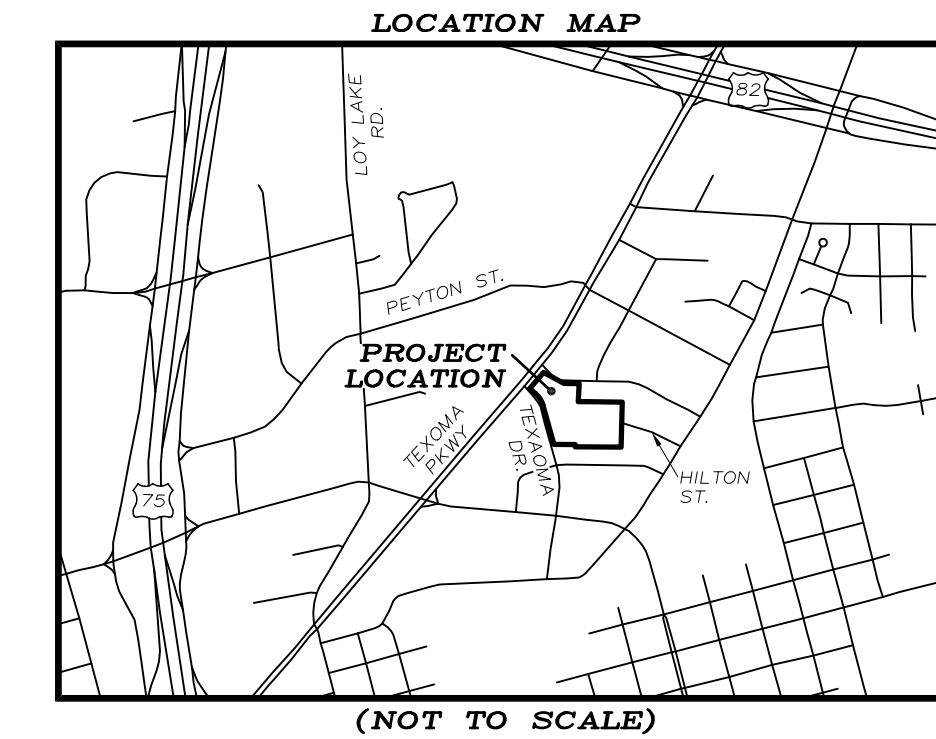 LOCATION MAP
LOY LAKE
RD.
82
PEYTON ST.
PROJECT
LOCATION
TEXOMA
PKWY
TEXAOMA
DR.
HILTON
ST.
75
(NOT TO SCALE)